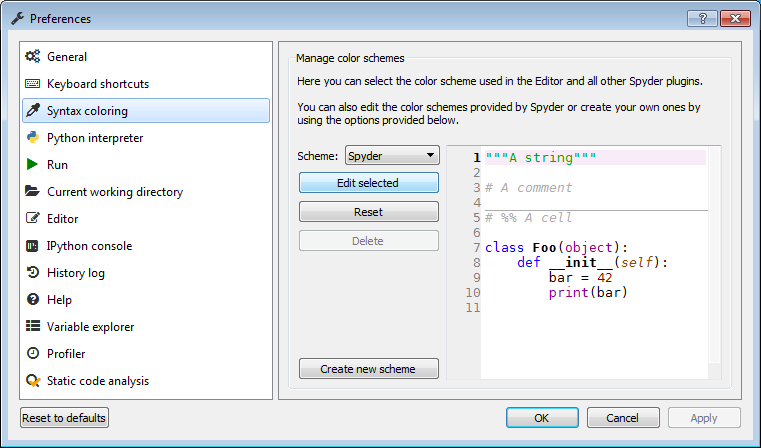 Preferences
General
Keyboard shortcuts
Syntax coloring
Python interpreter
Run
Current working directory
Editor
IPython console
History log
Help
Variable explorer
Profiler
Static code analysis
Manage color schemes
Here you can select the color scheme used in the Editor and all other Spyder plugins.
You can also edit the color schemes provided by Spyder or create your own ones by
using the options provided below.
Scheme: Spyder
Edit selected
Reset
Delete
Create new scheme
1 """A string"""
2
3 # A comment
4
5 # %% A cell
6
7 class Foo(object):
8     def __init__(self):
9         bar = 42
10         print(bar)
11
Reset to defaults
OK
Cancel
Apply